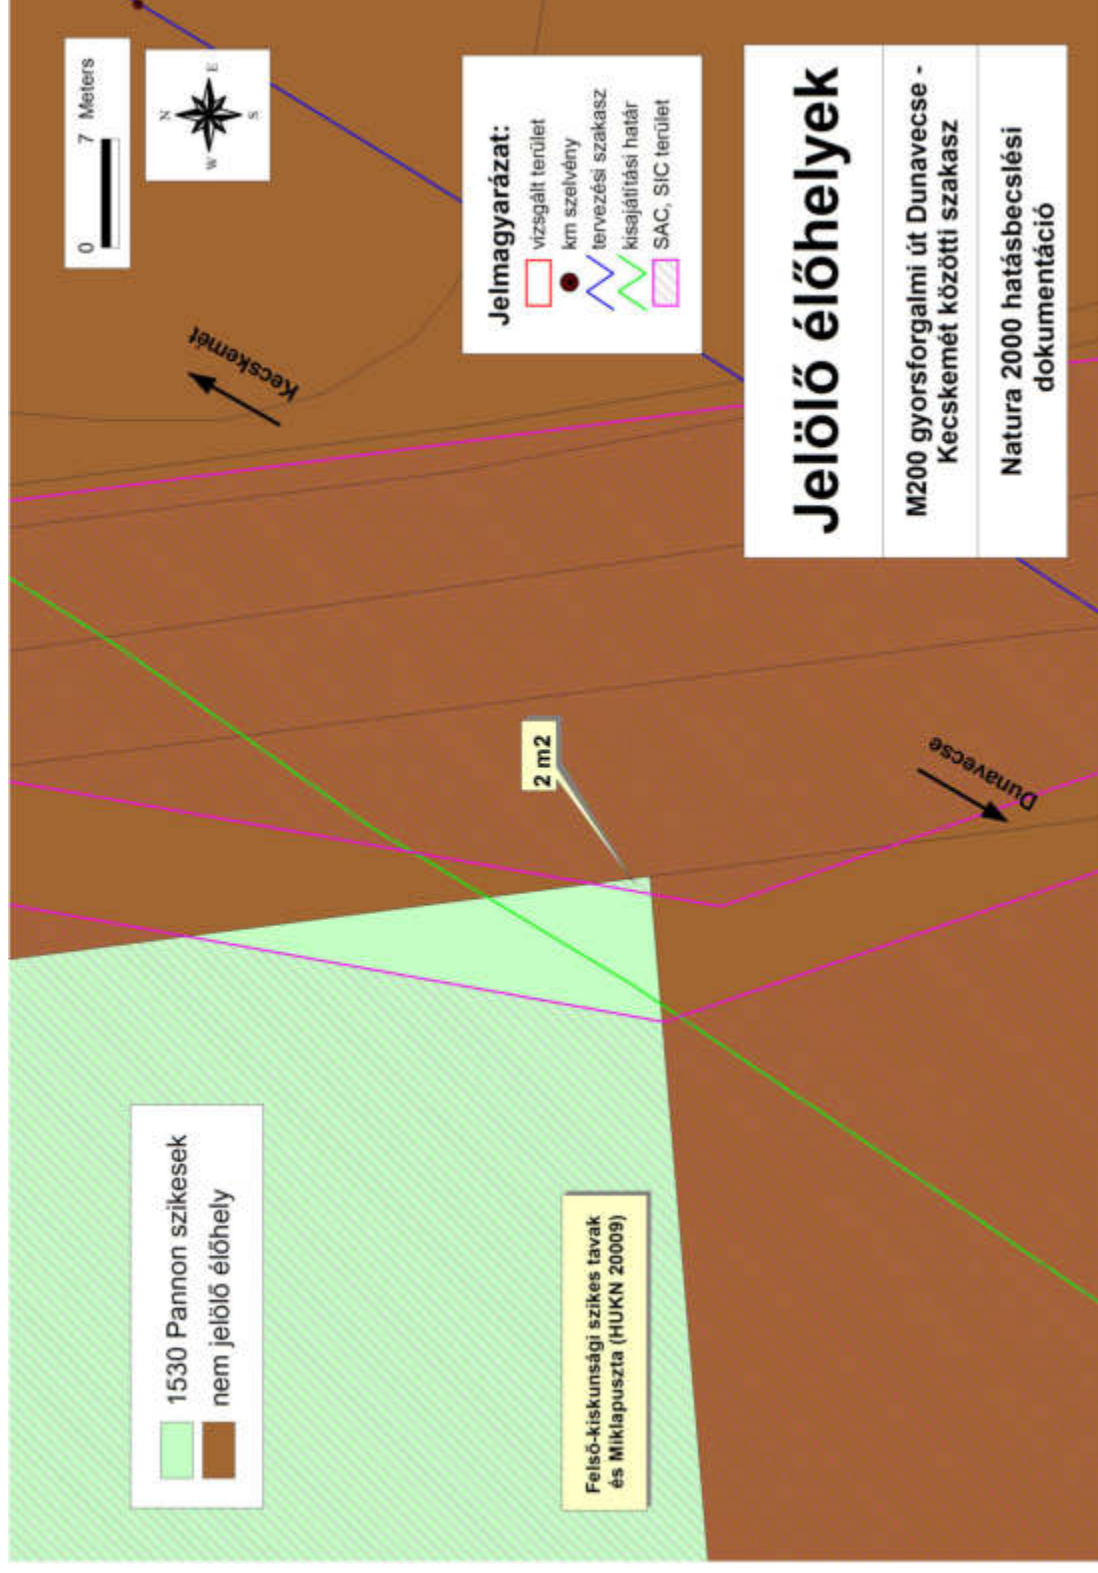 0 7 Meters
N
W E
S
Kecskemét
Jelmagyarázat:
vizsgált terület
km szelvény
tervezési szakasz
kisajátítási határ
SAC, SIC terület
Jelölő élőhelyek
M200 gyorsforgalmi út Dunavecse -
Kecskemét közötti szakasz
Natura 2000 hatásbecslési
dokumentáció
2 m2
Dunavecse
1530 Pannon szikesek
nem jelölő élőhely
Felső-kiskunsági szikes tavak
és Miklapuszta (HUKN 20009)